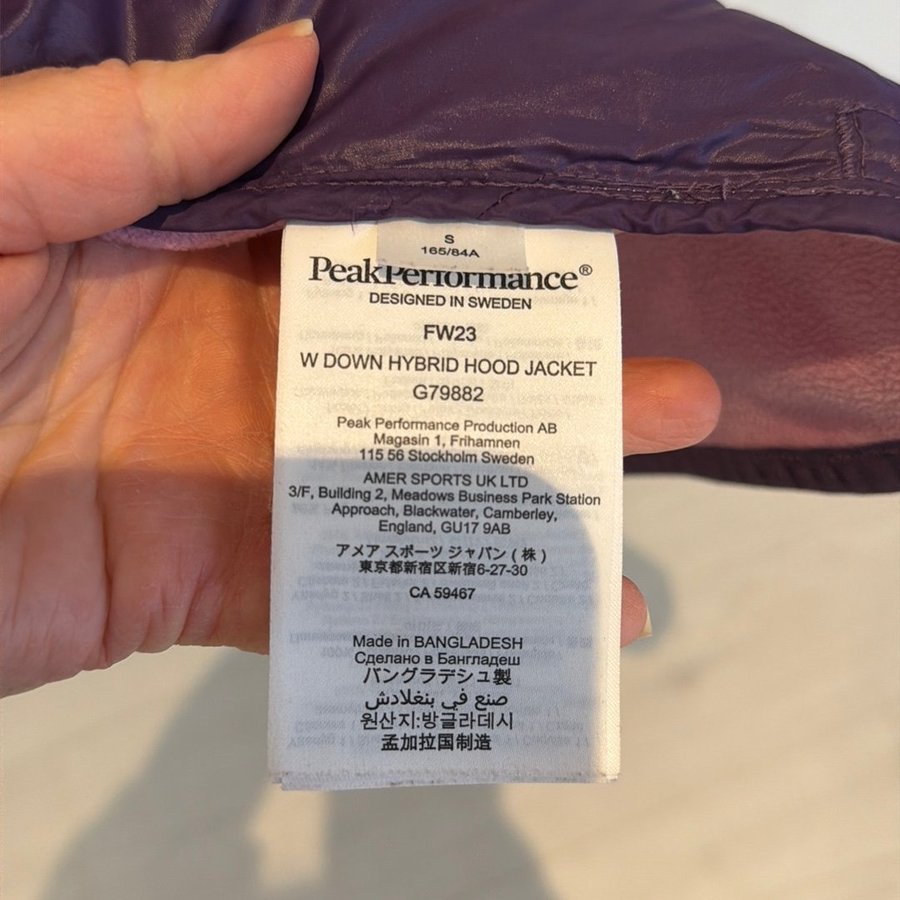 S
165/84A
PeakPerformance®
DESIGNED IN SWEDEN
FW23
W DOWN HYBRID HOOD JACKET
G79882
Peak Performance Production AB
Magasin 1, Frihamnen
115 56 Stockholm Sweden
AMER SPORTS UK LTD
3/F, Building 2, Meadows Business Park Station
Approach, Blackwater, Camberley,
England, GU17 9AB
アメア スポーツ ジャパン ( 株 )
東京都新宿区新宿6-27-30
CA 59467
Made in BANGLADESH
Сделано в Бангладеш
バングラデシュ製
صنع في بنغلادش
원산지:방글라데시
孟加拉国制造